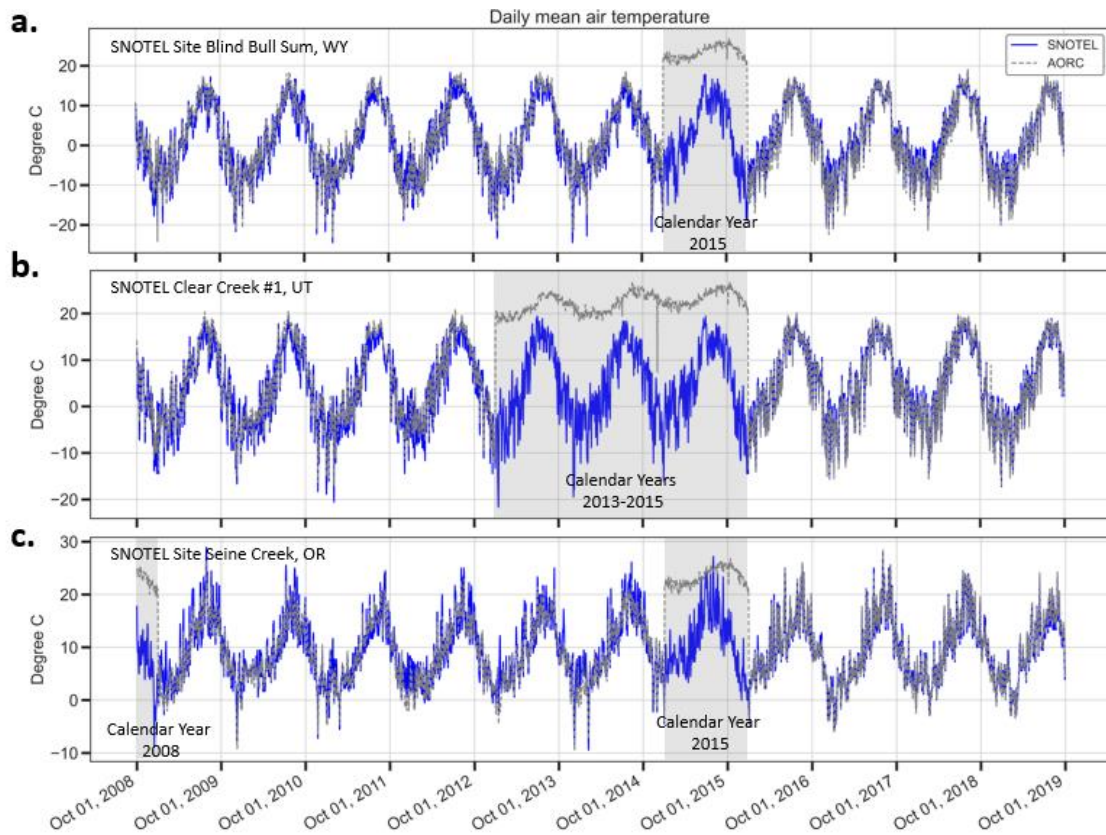 Daily mean air temperature
a.
SNOTEL Site Blind Bull Sum, WY
SNOTEL
AORC
20
10
0
−10
−20
Degree C
Calendar Year
2015
b.
SNOTEL Clear Creek #1, UT
20
10
0
−10
−20
Degree C
Calendar Years
2013-2015
c.
SNOTEL Site Seine Creek, OR
30
20
10
0
−10
Degree C
Calendar Year
2008
Calendar Year
2015
Oct 01, 2008
Oct 01, 2009
Oct 01, 2010
Oct 01, 2011
Oct 01, 2012
Oct 01, 2013
Oct 01, 2014
Oct 01, 2015
Oct 01, 2016
Oct 01, 2017
Oct 01, 2018
Oct 01, 2019